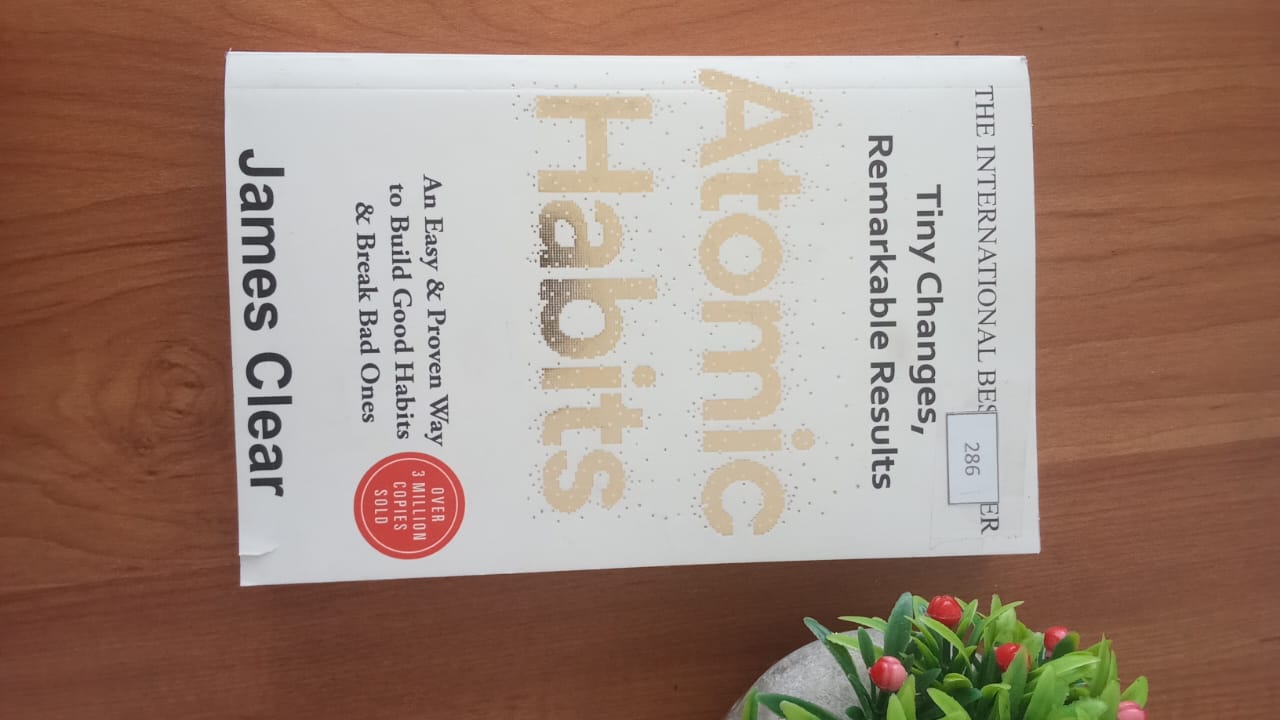 THE INTERNATIONAL BES ER
286
Tiny Changes,
Remarkable Results
Atomic
Habits
An Easy & Proven Way
to Build Good Habits
& Break Bad Ones
OVER
3 MILLION
COPIES
SOLD
James Clear